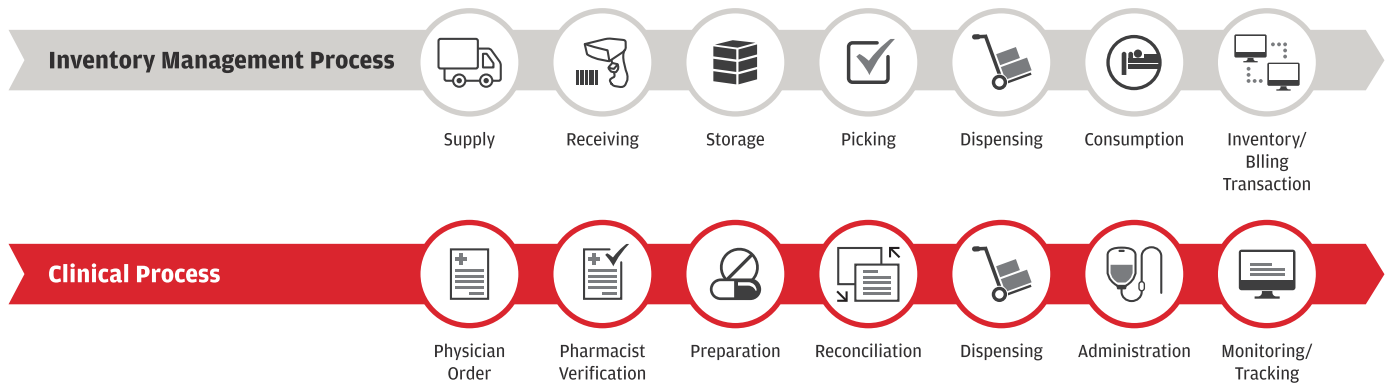 Inventory Management Process
Supply
Receiving
Storage
Picking
Dispensing
Consumption
Inventory/
Blling
Transaction
Clinical Process
Physician
Order
Pharmacist
Verification
Preparation
Reconciliation
Dispensing
Administration
Monitoring/
Tracking